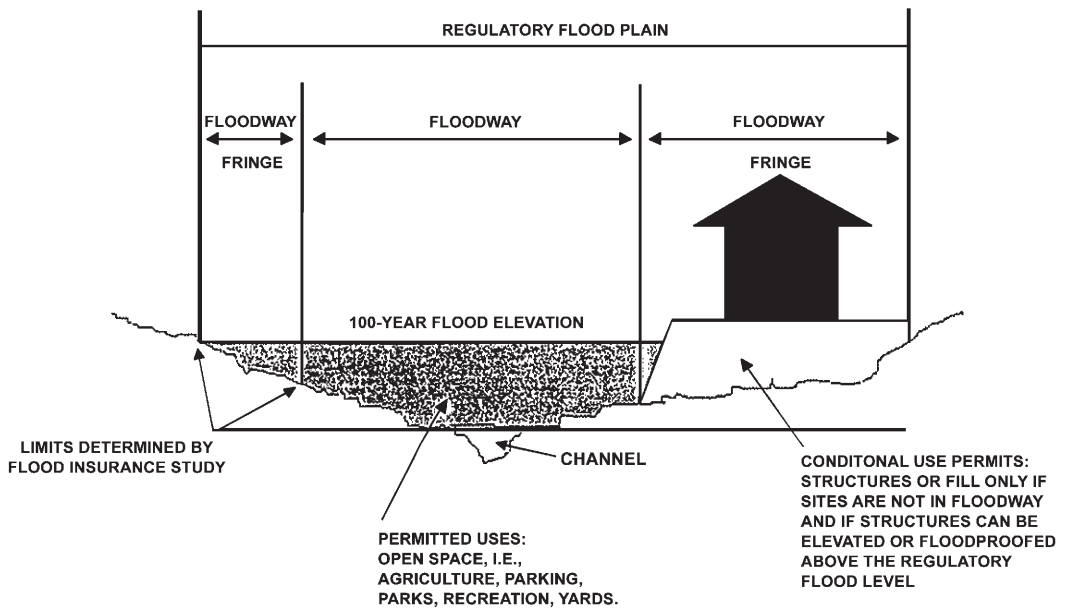 REGULATORY FLOOD PLAIN
FLOODWAY
FRINGE
FLOODWAY
FLOODWAY
FRINGE
100-YEAR FLOOD ELEVATION
LIMITS DETERMINED BY
FLOOD INSURANCE STUDY
CHANNEL
PERMITTED USES:
OPEN SPACE, I.E.,
AGRICULTURE, PARKING,
PARKS, RECREATION, YARDS.
CONDITONAL USE PERMITS:
STRUCTURES OR FILL ONLY IF
SITES ARE NOT IN FLOODWAY
AND IF STRUCTURES CAN BE
ELEVATED OR FLOODPROOFED
ABOVE THE REGULATORY
FLOOD LEVEL